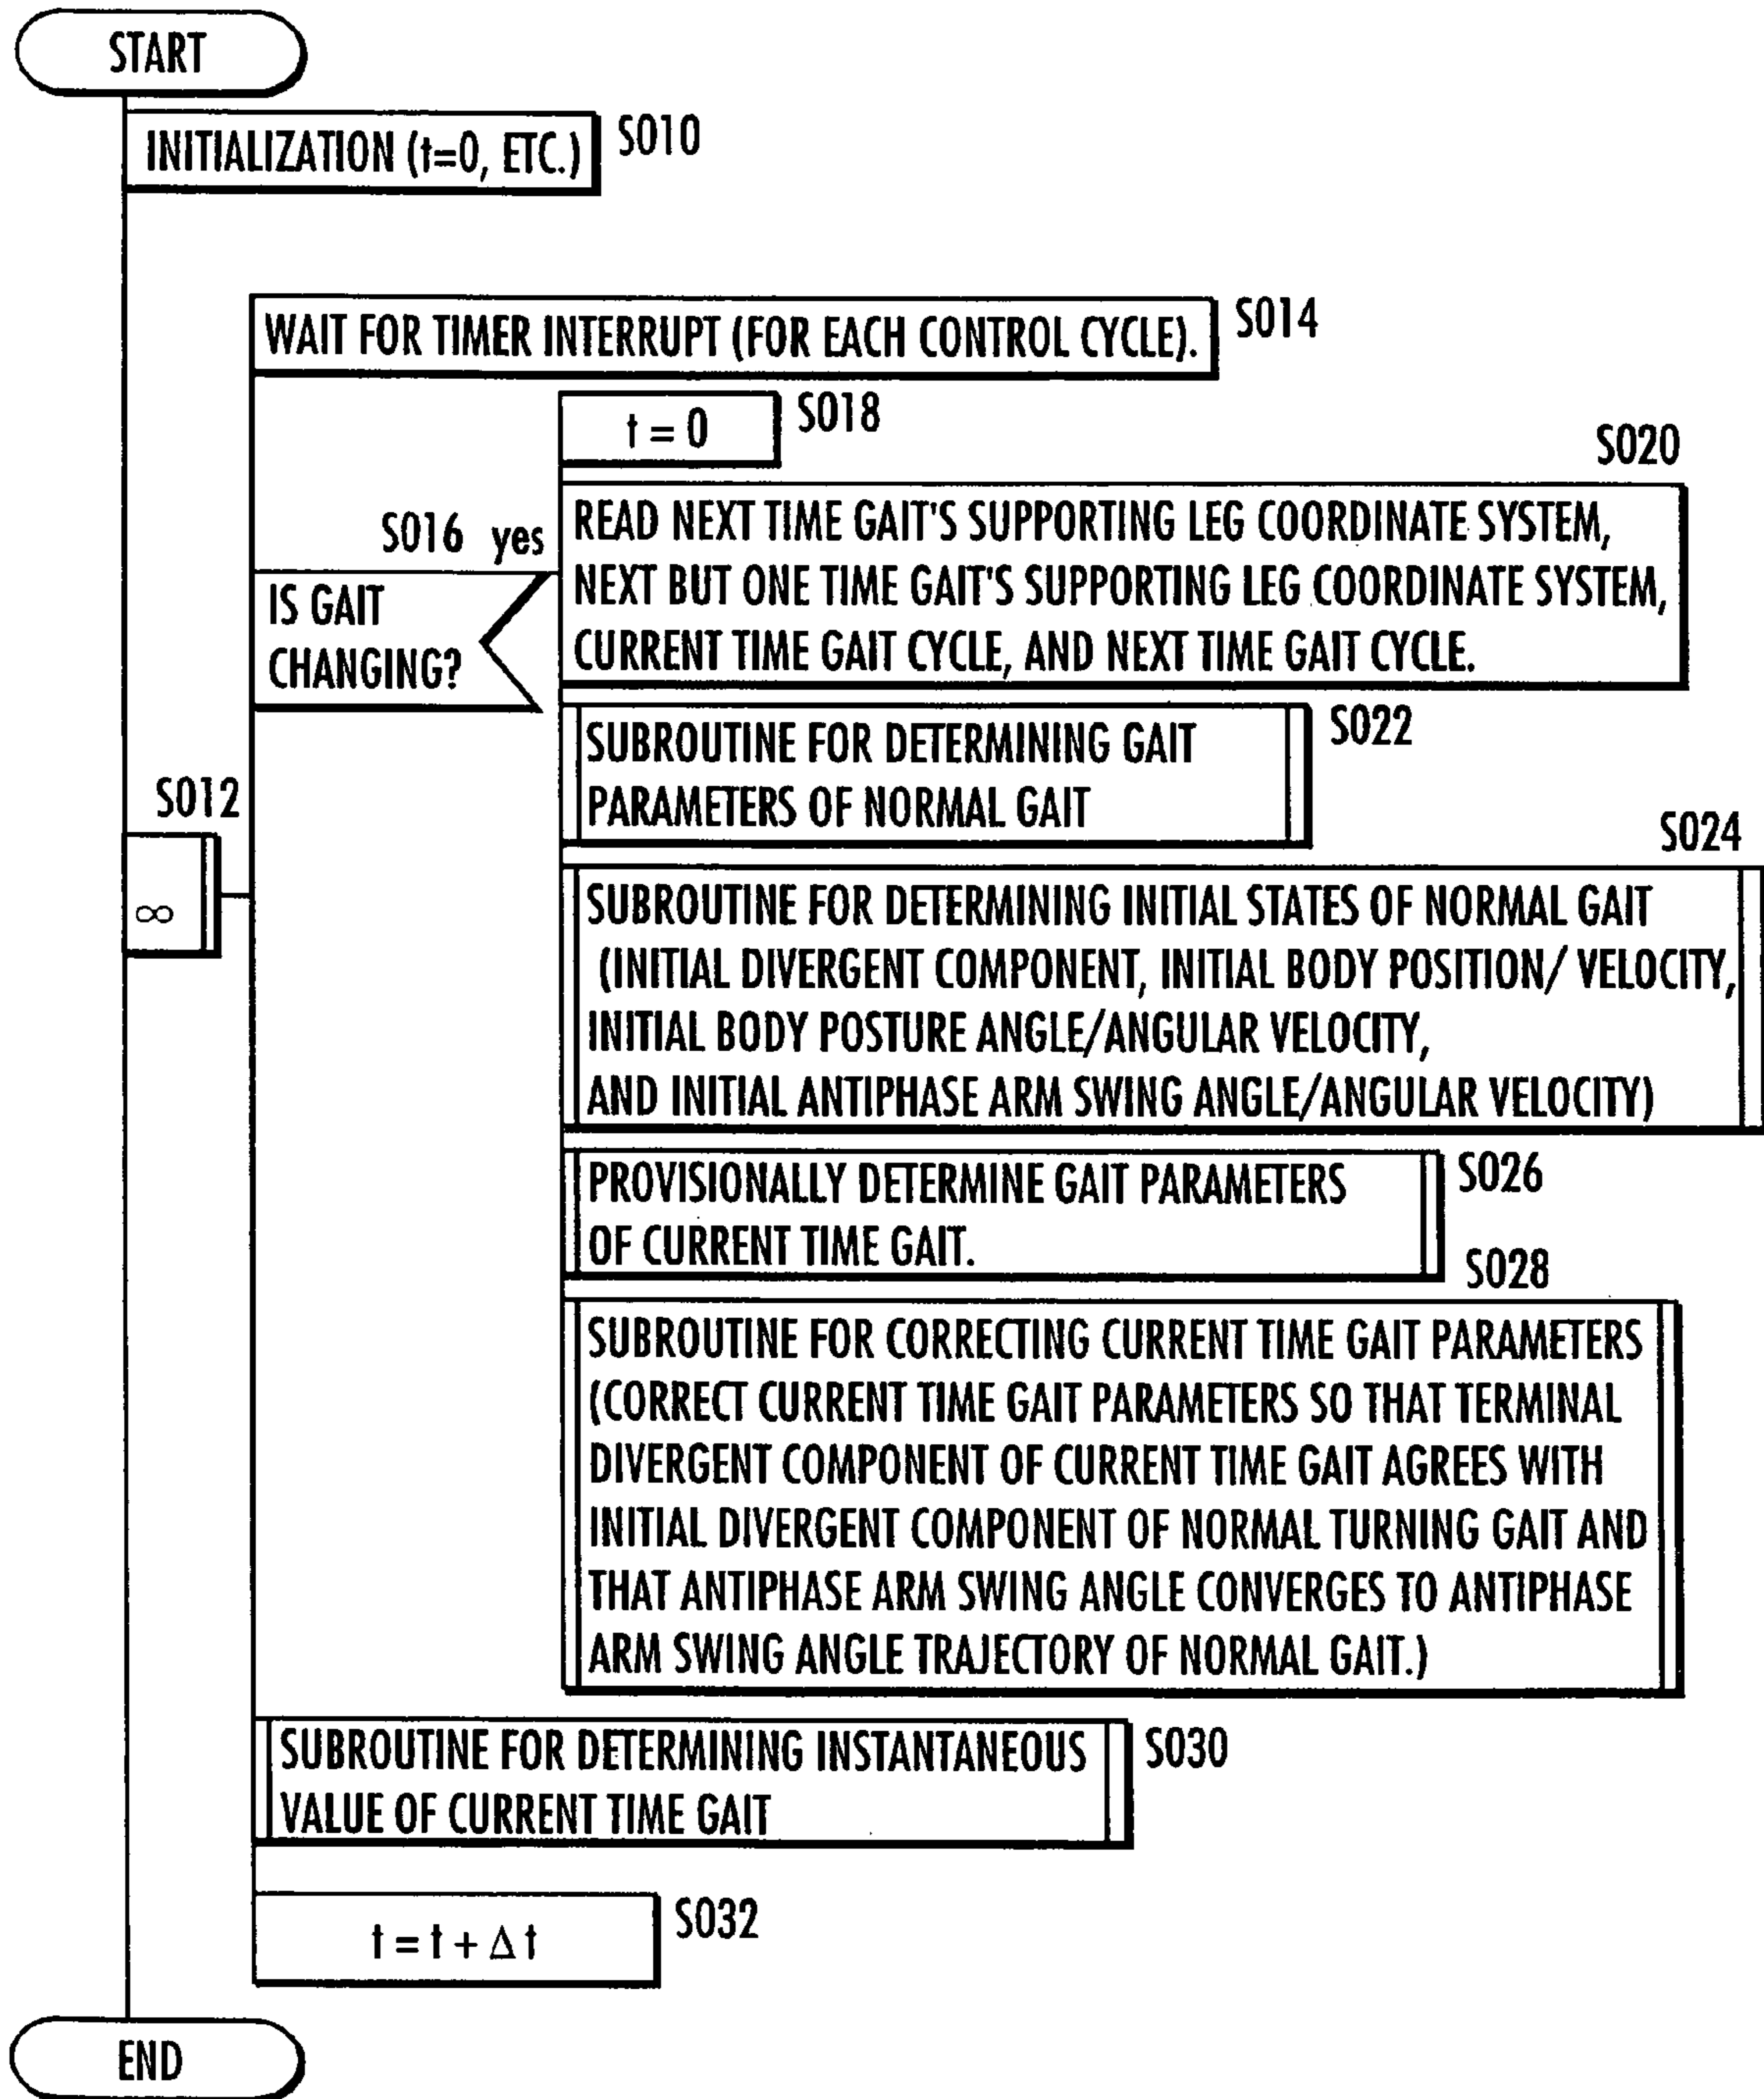 START
INITIALIZATION (t=0, ETC.)
S010
WAIT FOR TIMER INTERRUPT (FOR EACH CONTROL CYCLE).
S014
t = 0
S018
S020
READ NEXT TIME GAIT'S SUPPORTING LEG COORDINATE SYSTEM,
NEXT BUT ONE TIME GAIT'S SUPPORTING LEG COORDINATE SYSTEM,
CURRENT TIME GAIT CYCLE, AND NEXT TIME GAIT CYCLE.
S016 yes
IS GAIT
CHANGING?
SUBROUTINE FOR DETERMINING GAIT
PARAMETERS OF NORMAL GAIT
S022
S012
∞
S024
SUBROUTINE FOR DETERMINING INITIAL STATES OF NORMAL GAIT
(INITIAL DIVERGENT COMPONENT, INITIAL BODY POSITION/ VELOCITY,
INITIAL BODY POSTURE ANGLE/ANGULAR VELOCITY,
AND INITIAL ANTIPHASE ARM SWING ANGLE/ANGULAR VELOCITY)
PROVISIONALLY DETERMINE GAIT PARAMETERS
OF CURRENT TIME GAIT.
S026
S028
SUBROUTINE FOR CORRECTING CURRENT TIME GAIT PARAMETERS
(CORRECT CURRENT TIME GAIT PARAMETERS SO THAT TERMINAL
DIVERGENT COMPONENT OF CURRENT TIME GAIT AGREES WITH
INITIAL DIVERGENT COMPONENT OF NORMAL TURNING GAIT AND
THAT ANTIPHASE ARM SWING ANGLE CONVERGES TO ANTIPHASE
ARM SWING ANGLE TRAJECTORY OF NORMAL GAIT.)
SUBROUTINE FOR DETERMINING INSTANTANEOUS
VALUE OF CURRENT TIME GAIT
S030
t = t + Δ t
S032
END